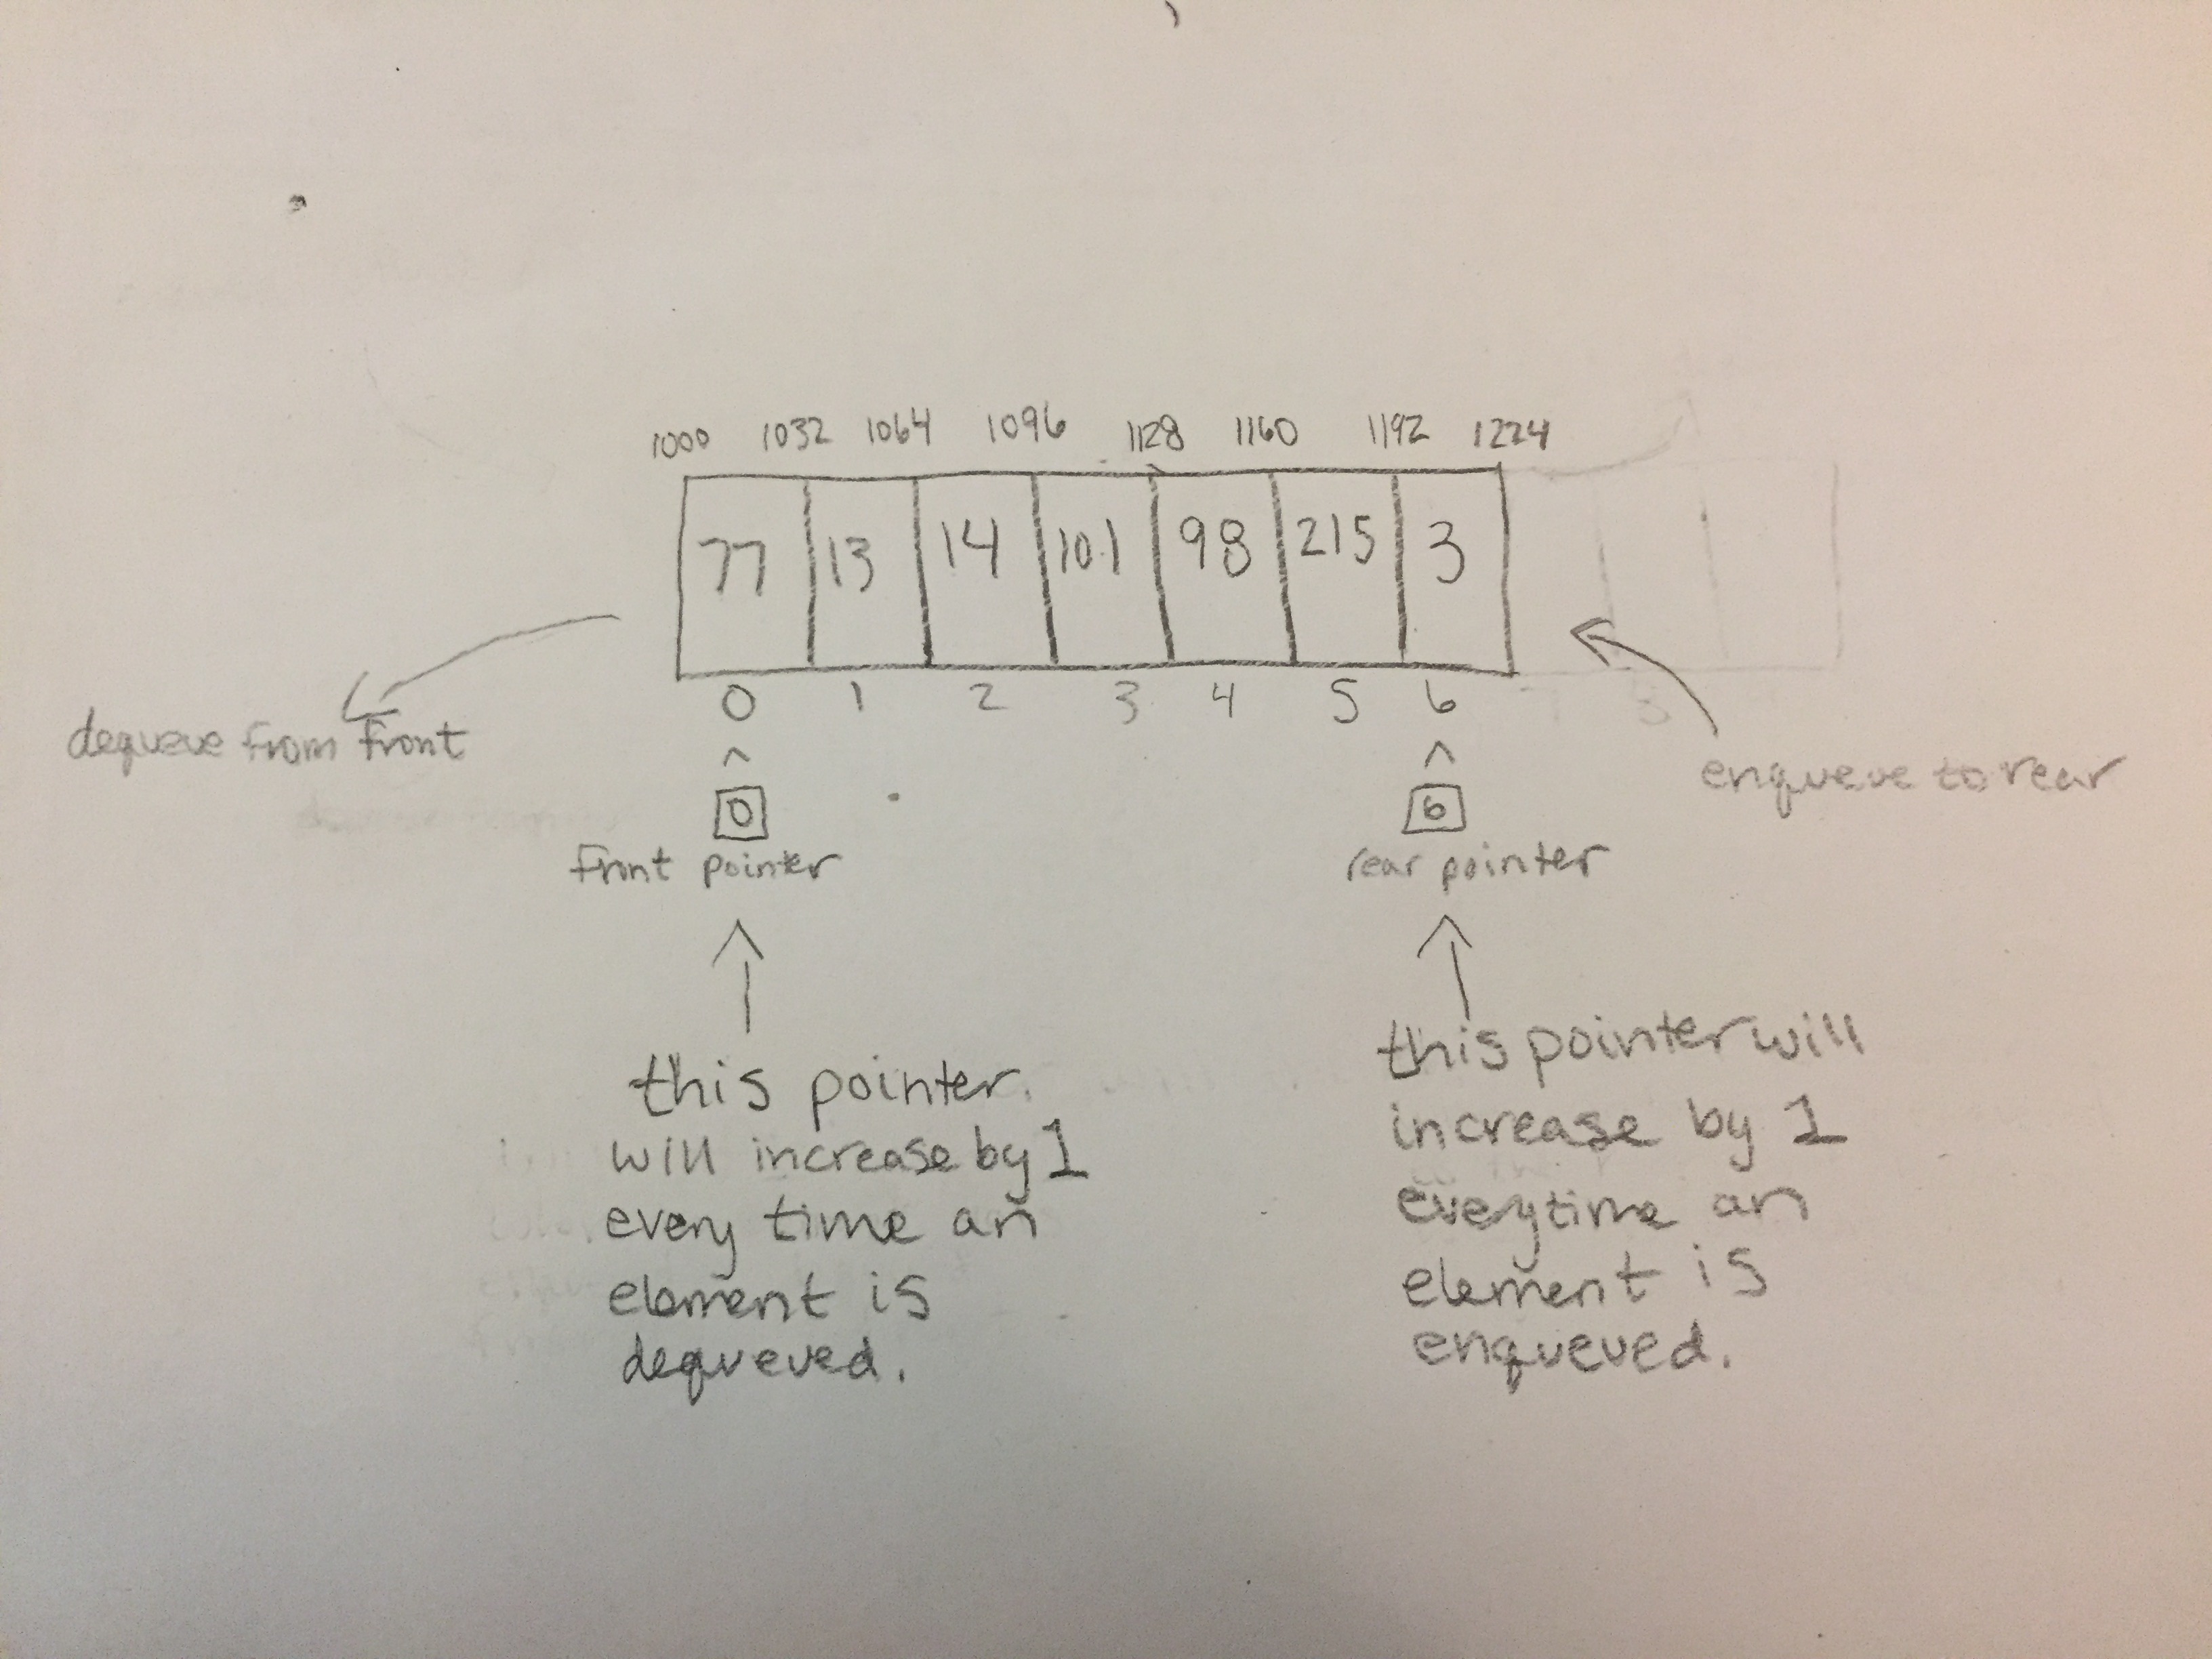 1000 1032 1064 1096 1128 1160 1192 1224
77 13 14 101 98 215 3
0 1 2 3 4 5 6
0 6
dequeue from front
front pointer
rear pointer
enqueue to rear
this pointer
will increase by 1
every time an
element is
dequeued.
this pointer will
increase by 1
everytime an
element is
enqueued.